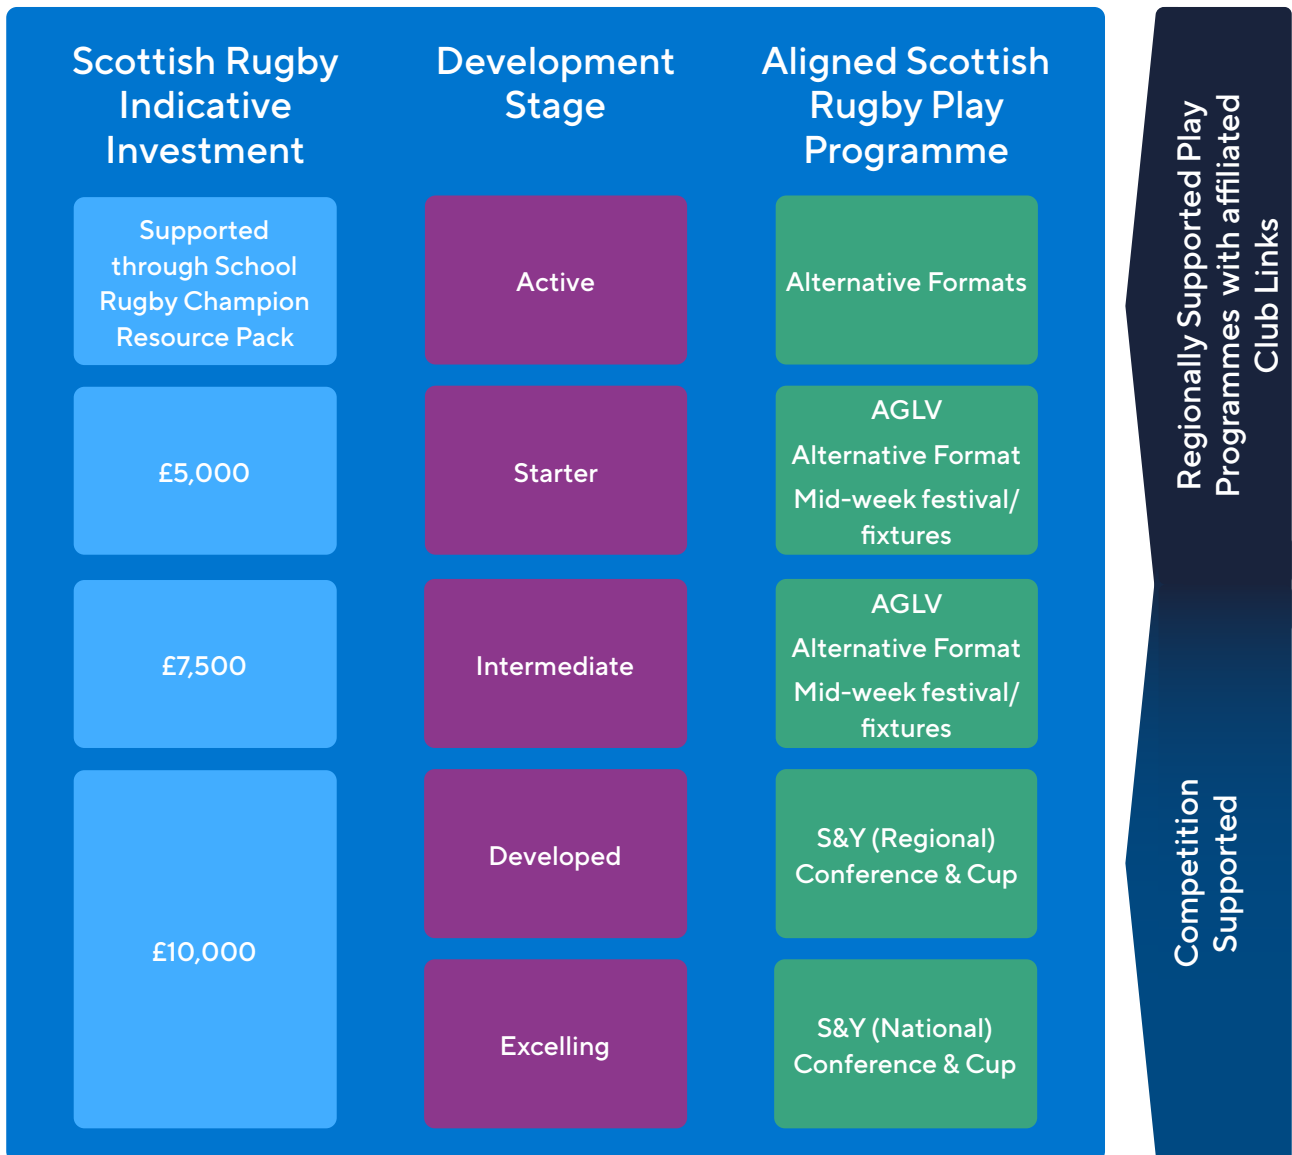 Scottish Rugby
Indicative
Investment
Development
Stage
Aligned Scottish
Rugby Play
Programme
Supported
through School
Rugby Champion
Resource Pack
Active
Alternative Formats
£5,000
Starter
AGLV
Alternative Format
Mid-week festival/
fixtures
£7,500
Intermediate
AGLV
Alternative Format
Mid-week festival/
fixtures
£10,000
Developed
S&Y (Regional)
Conference & Cup
Excelling
S&Y (National)
Conference & Cup
Regionally Supported Play
Programmes with affiliated
Club Links
Competition
Supported